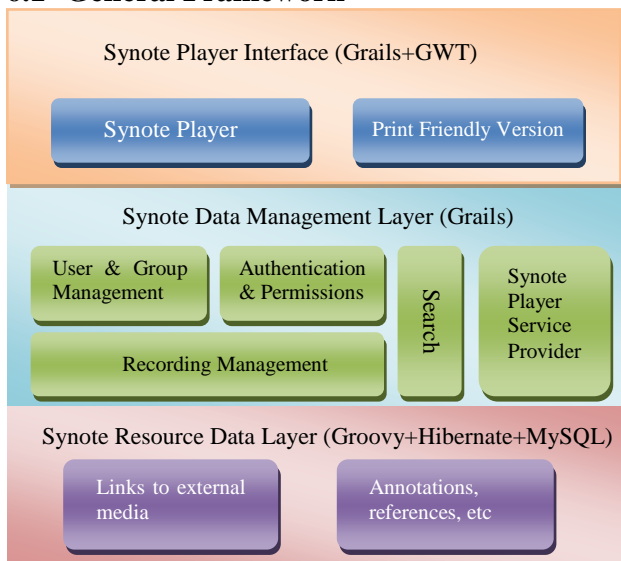 Synote Player Interface (Grails+GWT)
Synote Player
Print Friendly Version
Synote Data Management Layer (Grails)
User & Group
Management
Authentication
& Permissions
Search
Synote
Player
Service
Provider
Recording Management
Synote Resource Data Layer (Groovy+Hibernate+MySQL)
Links to external
media
Annotations,
references, etc